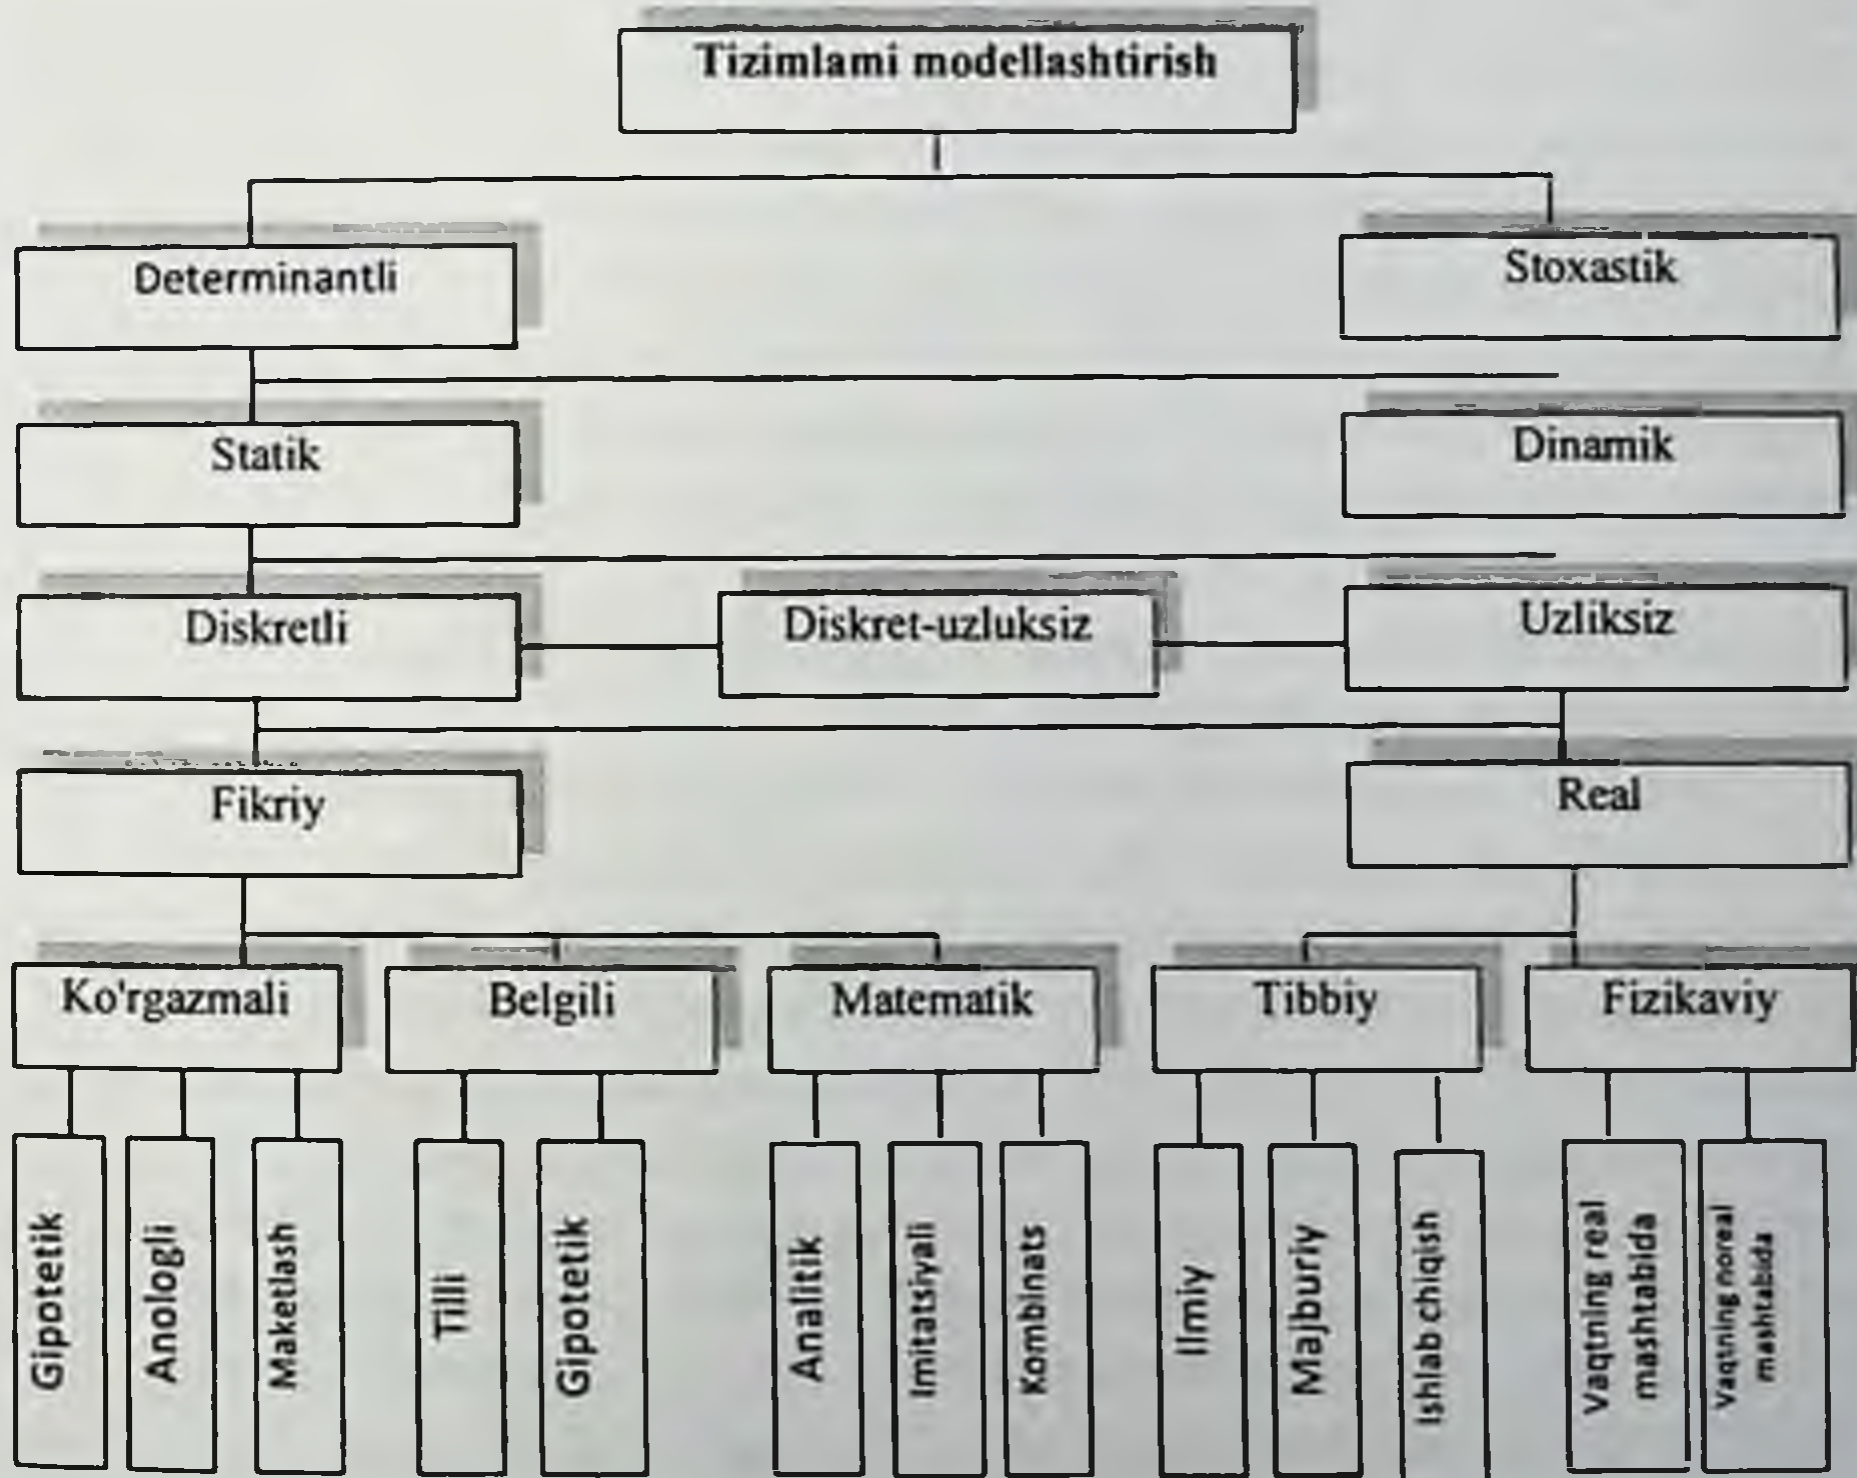 Tizimlami modellashtirish
Determinantli
Stoxastik
Statik
Dinamik
Diskretli
Diskret-uzluksiz
Uzliksiz
Fikriy
Real
Ko'rgazmali
Belgili
Matematik
Tibbiy
Fizikaviy
Gipotetik
Anologli
Maketlash
Tilli
Gipotetik
Analitik
Imitatsiyali
Kombinats
Ilmiy
Majburiy
Ishlab chiqish
Vaqtning real
mashtabida
Vaqtning noreal
mashtabida